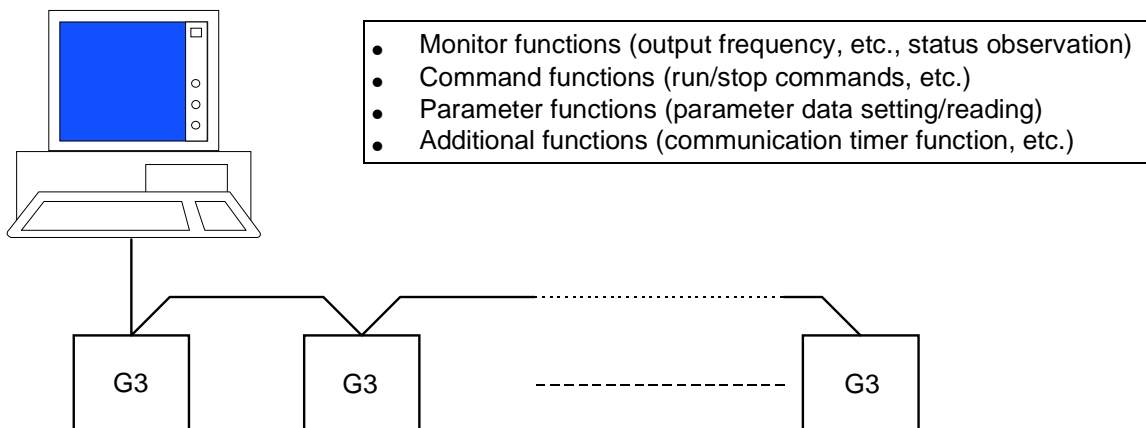 ● Monitor functions (output frequency, etc., status observation)
● Command functions (run/stop commands, etc.)
● Parameter functions (parameter data setting/reading)
● Additional functions (communication timer function, etc.)
G3 G3 G3